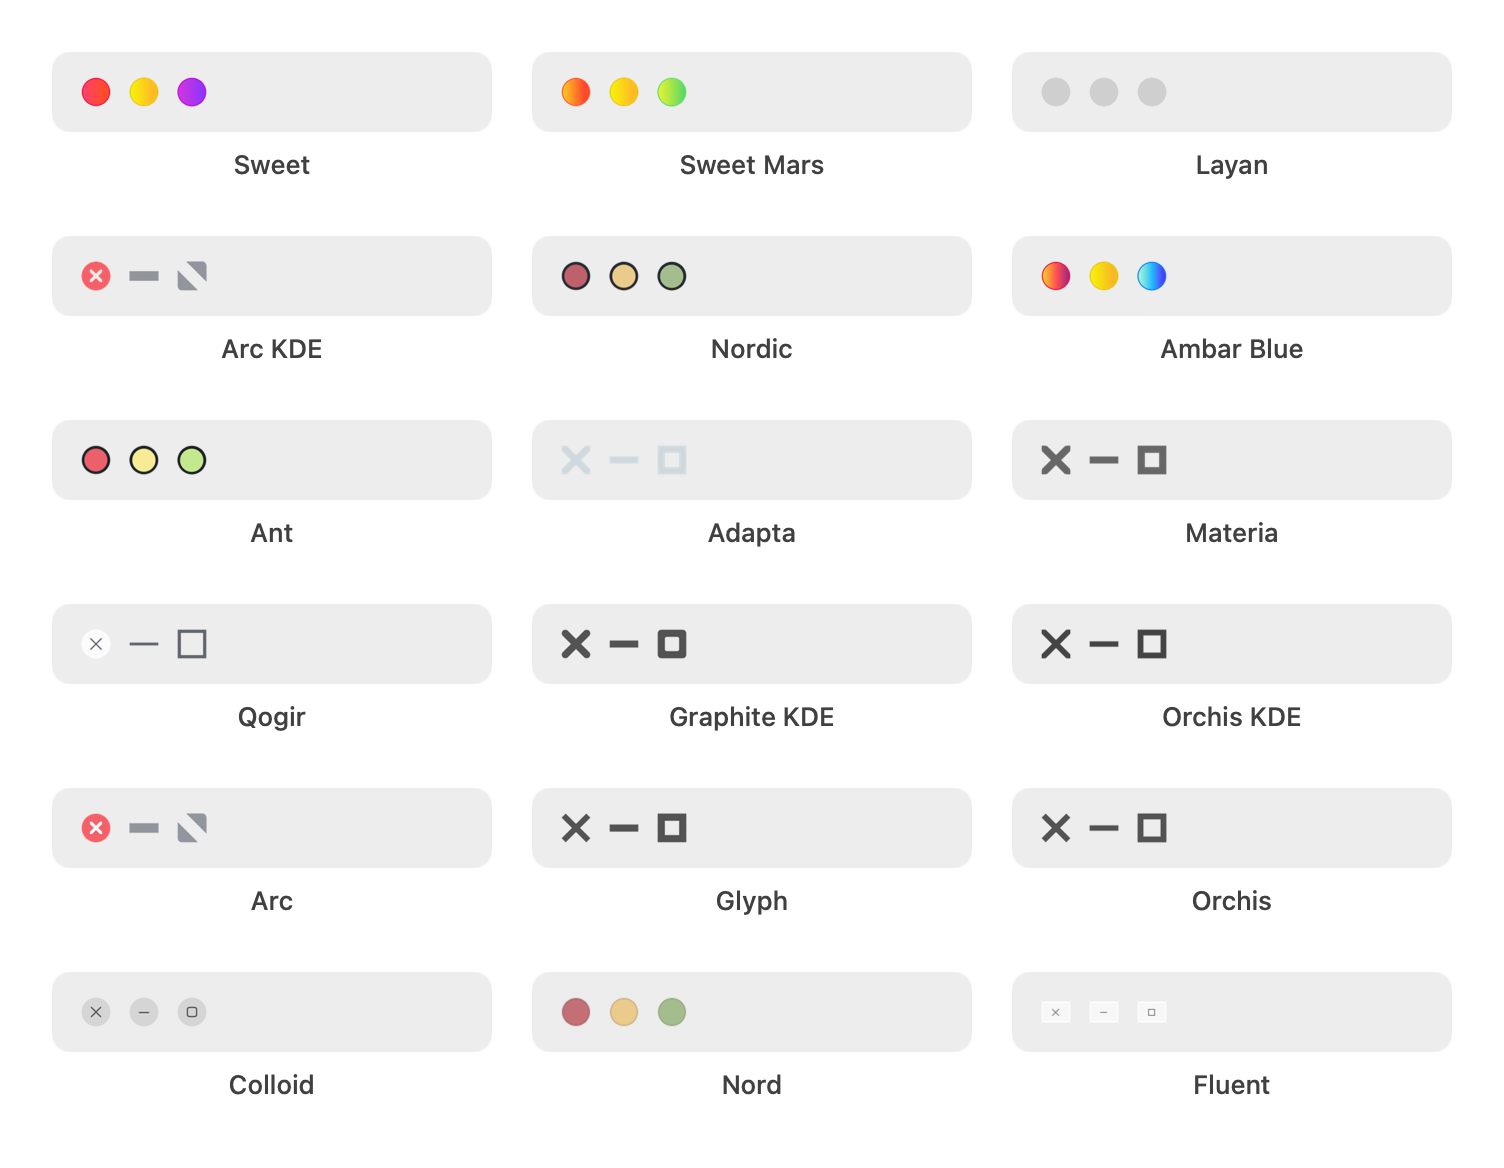 Sweet
Sweet Mars
Layan
Arc KDE
Nordic
Ambar Blue
Ant
Adapta
Materia
Qogir
Graphite KDE
Orchis KDE
Arc
Glyph
Orchis
Colloid
Nord
Fluent